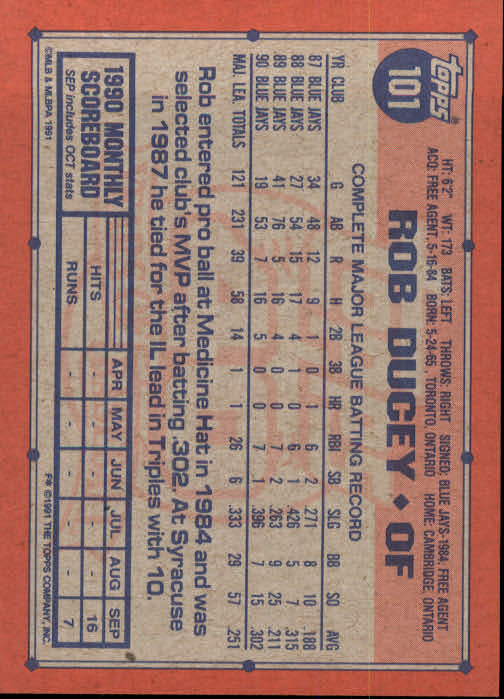 topps
101
HT: 6'2" WT: 173 BATS: LEFT THROWS: RIGHT SIGNED: BLUE JAYS-1984, FREE AGENT
ACQ: FREE AGENT, 5-16-84 BORN: 5-24-65 TORONTO, ONTARIO HOME: CAMBRIDGE, ONTARIO
ROB DUCEY ◆ OF
COMPLETE MAJOR LEAGUE BATTING RECORD
YR CLUB G AB R H 2B 3B HR RBI SB SLG BB SO AVG
87 BLUE JAYS 34 48 12 9 1 0 1 6 2 .271 8 10 .188
88 BLUE JAYS 27 54 15 17 4 1 0 6 1 .426 5 7 .315
89 BLUE JAYS 41 76 5 16 4 0 0 7 2 .263 9 25 .211
90 BLUE JAYS 19 53 7 16 5 0 0 7 1 .396 7 15 .302
MAJ. LEA. TOTALS 121 231 39 58 14 1 1 26 6 .333 29 57 .251
Rob entered pro ball at Medicine Hat in 1984 and was
selected club's MVP after batting .302. At Syracuse
in 1987 he tied for the IL lead in Triples with 10.
1990 MONTHLY
SCOREBOARD
SEP includes OCT stats
APR MAY JUN JUL AUG SEP
HITS - - - - - 16
RUNS - - - - - 7
©MLB & MLBPA 1991
F* ©1991 THE TOPPS COMPANY, INC.